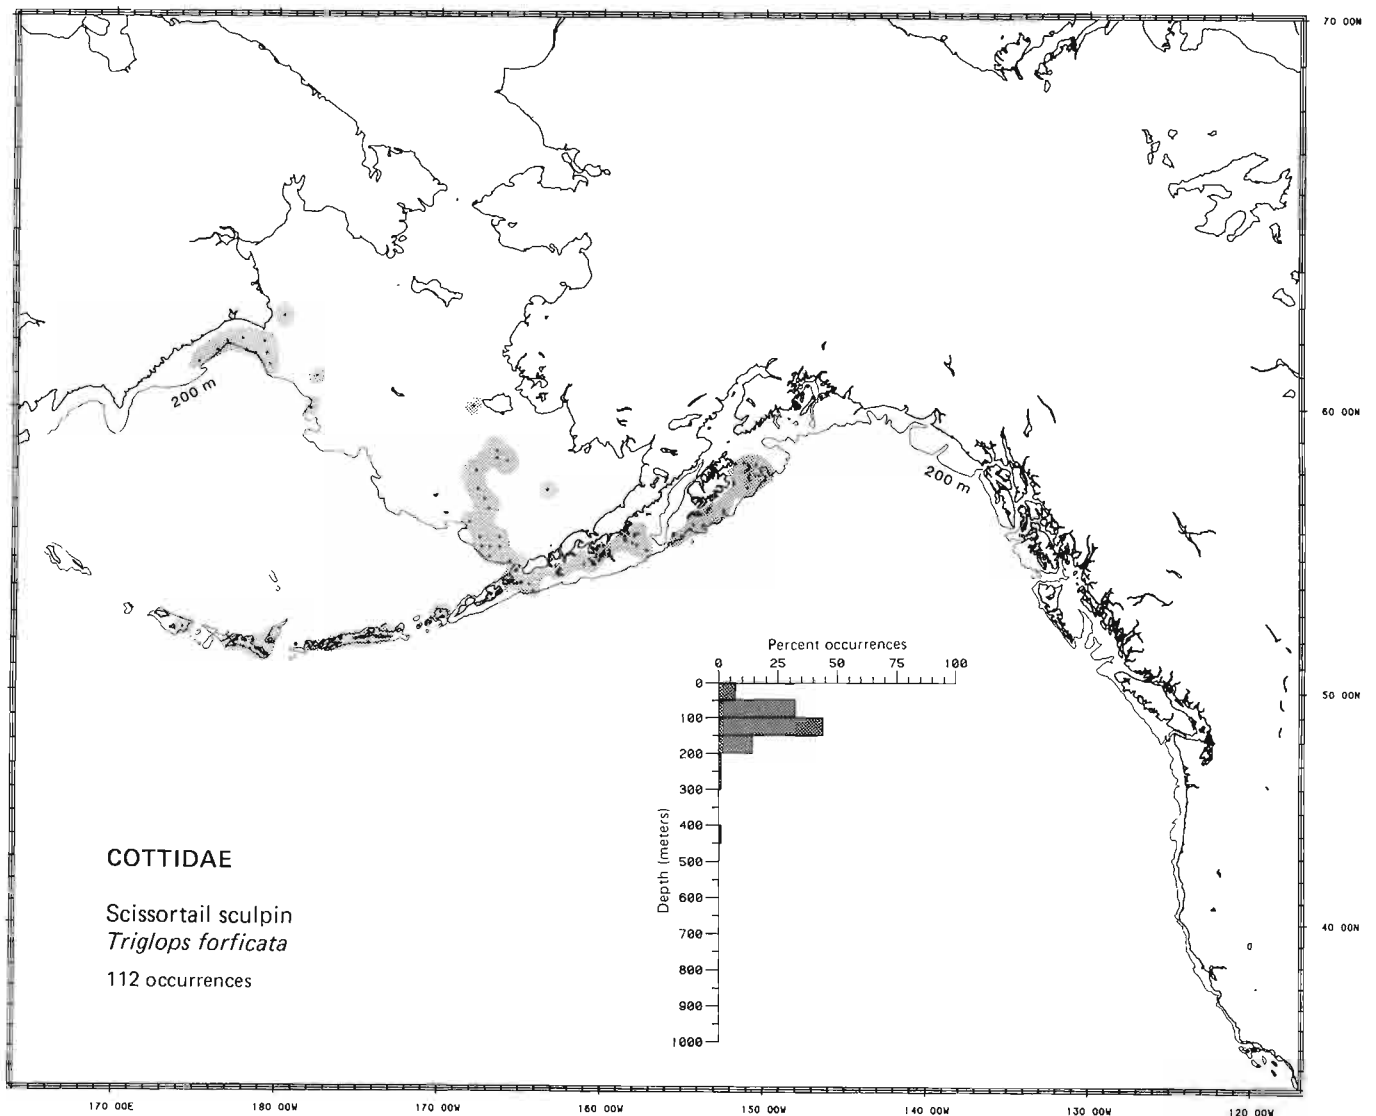 70 00N
200 m
60 00N
200 m
Percent occurrences
0 25 50 75 100
0
100
200
300
400
500
600
700
800
900
1000
Depth (meters)
50 00N
COTTIDAE
Scissortail sculpin
Triglops forficata
112 occurrences
40 00N
170 00E 180 00W 170 00W 160 00W 150 00W 140 00W 130 00W 120 00W